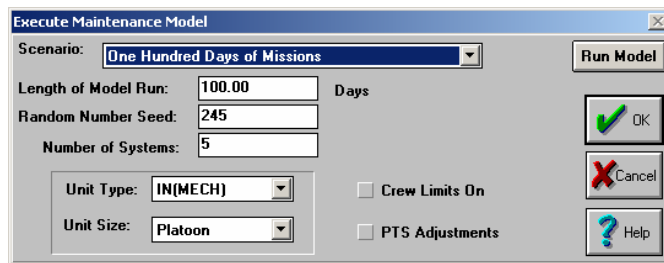 Execute Maintenance Model
Scenario: One Hundred Days of Missions
Run Model
Length of Model Run: 100.00 Days
Random Number Seed: 245
OK
Number of Systems: 5
Cancel
Unit Type: IN(MECH)
Crew Limits On
Unit Size: Platoon
PTS Adjustments
Help